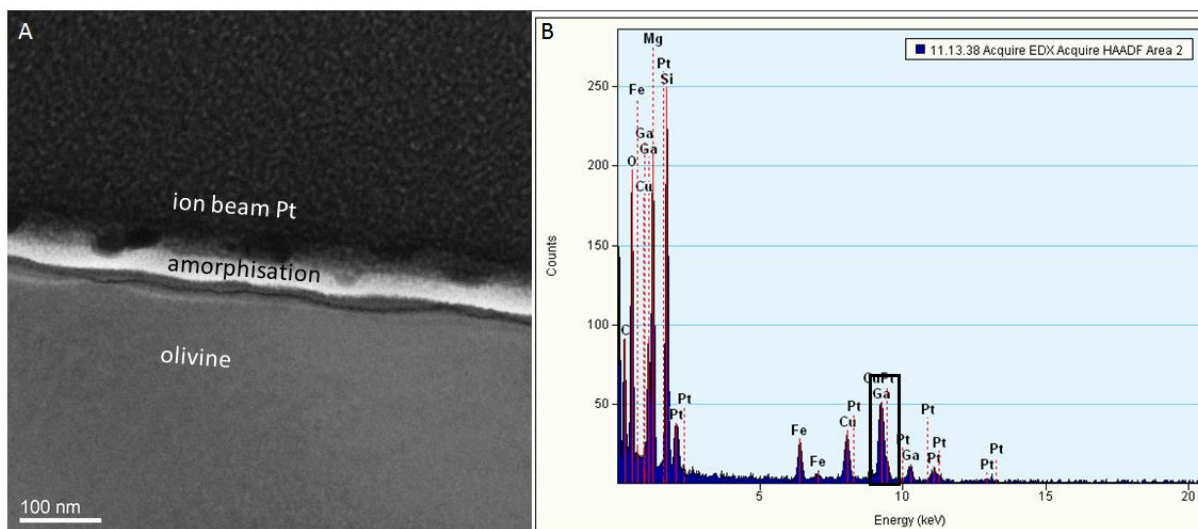 A
ion beam Pt
amorphisation
olivine
100 nm
B
11.13.38 Acquire EDX Acquire HAADF Area 2
Counts
250
200
150
100
50
Mg
Pt
Si
Fe
Ga
Ga
O
Cu
C
Pt
Pt
Fe
Fe
Cu
Pt
CuPt
Ga
Pt
Ga
Pt
Pt
Pt
Pt
Pt
5
10
15
20
Energy (keV)